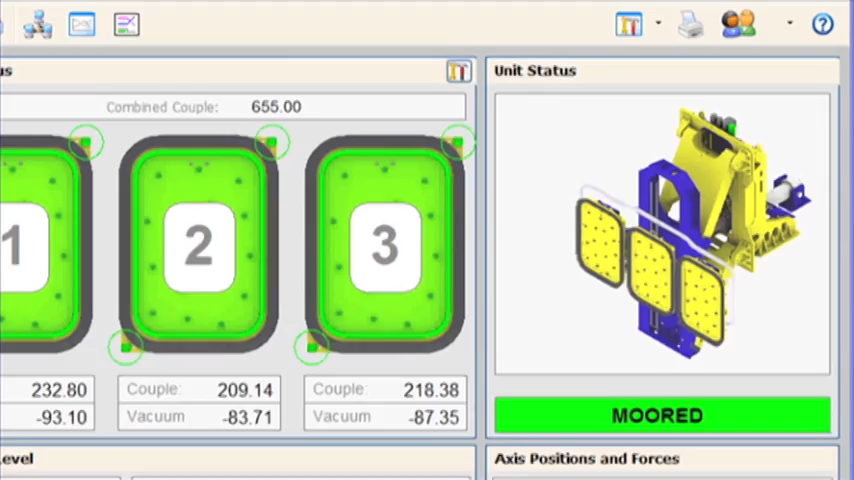 us
Unit Status
Combined Couple: 655.00
1
2
3
232.80
Couple: 209.14
Couple: 218.38
-93.10
Vacuum -83.71
Vacuum -87.35
MOORED
Level
Axis Positions and Forces